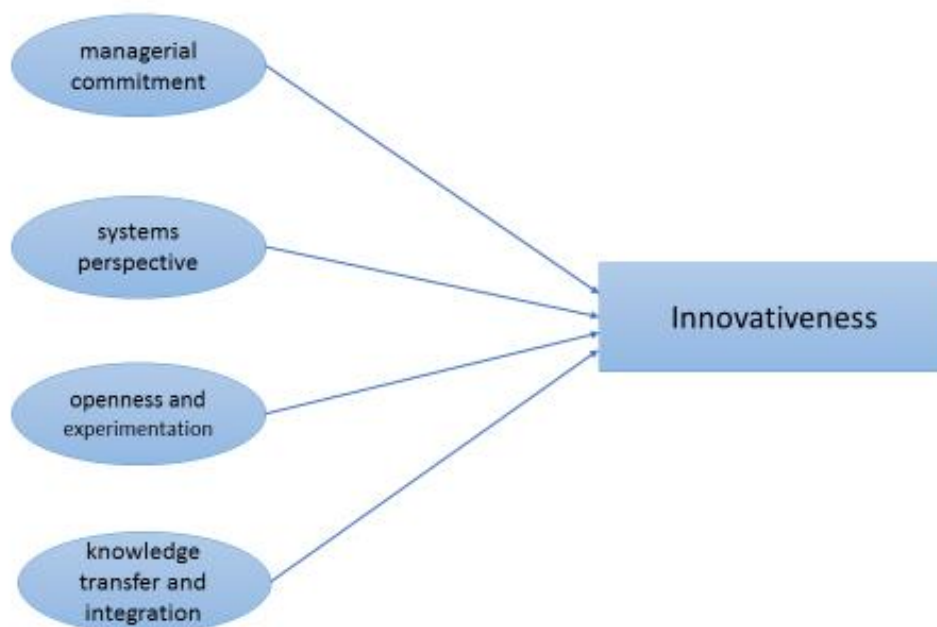 managerial
commitment
systems
perspective
openness and
experimentation
knowledge
transfer and
integration
Innovativeness